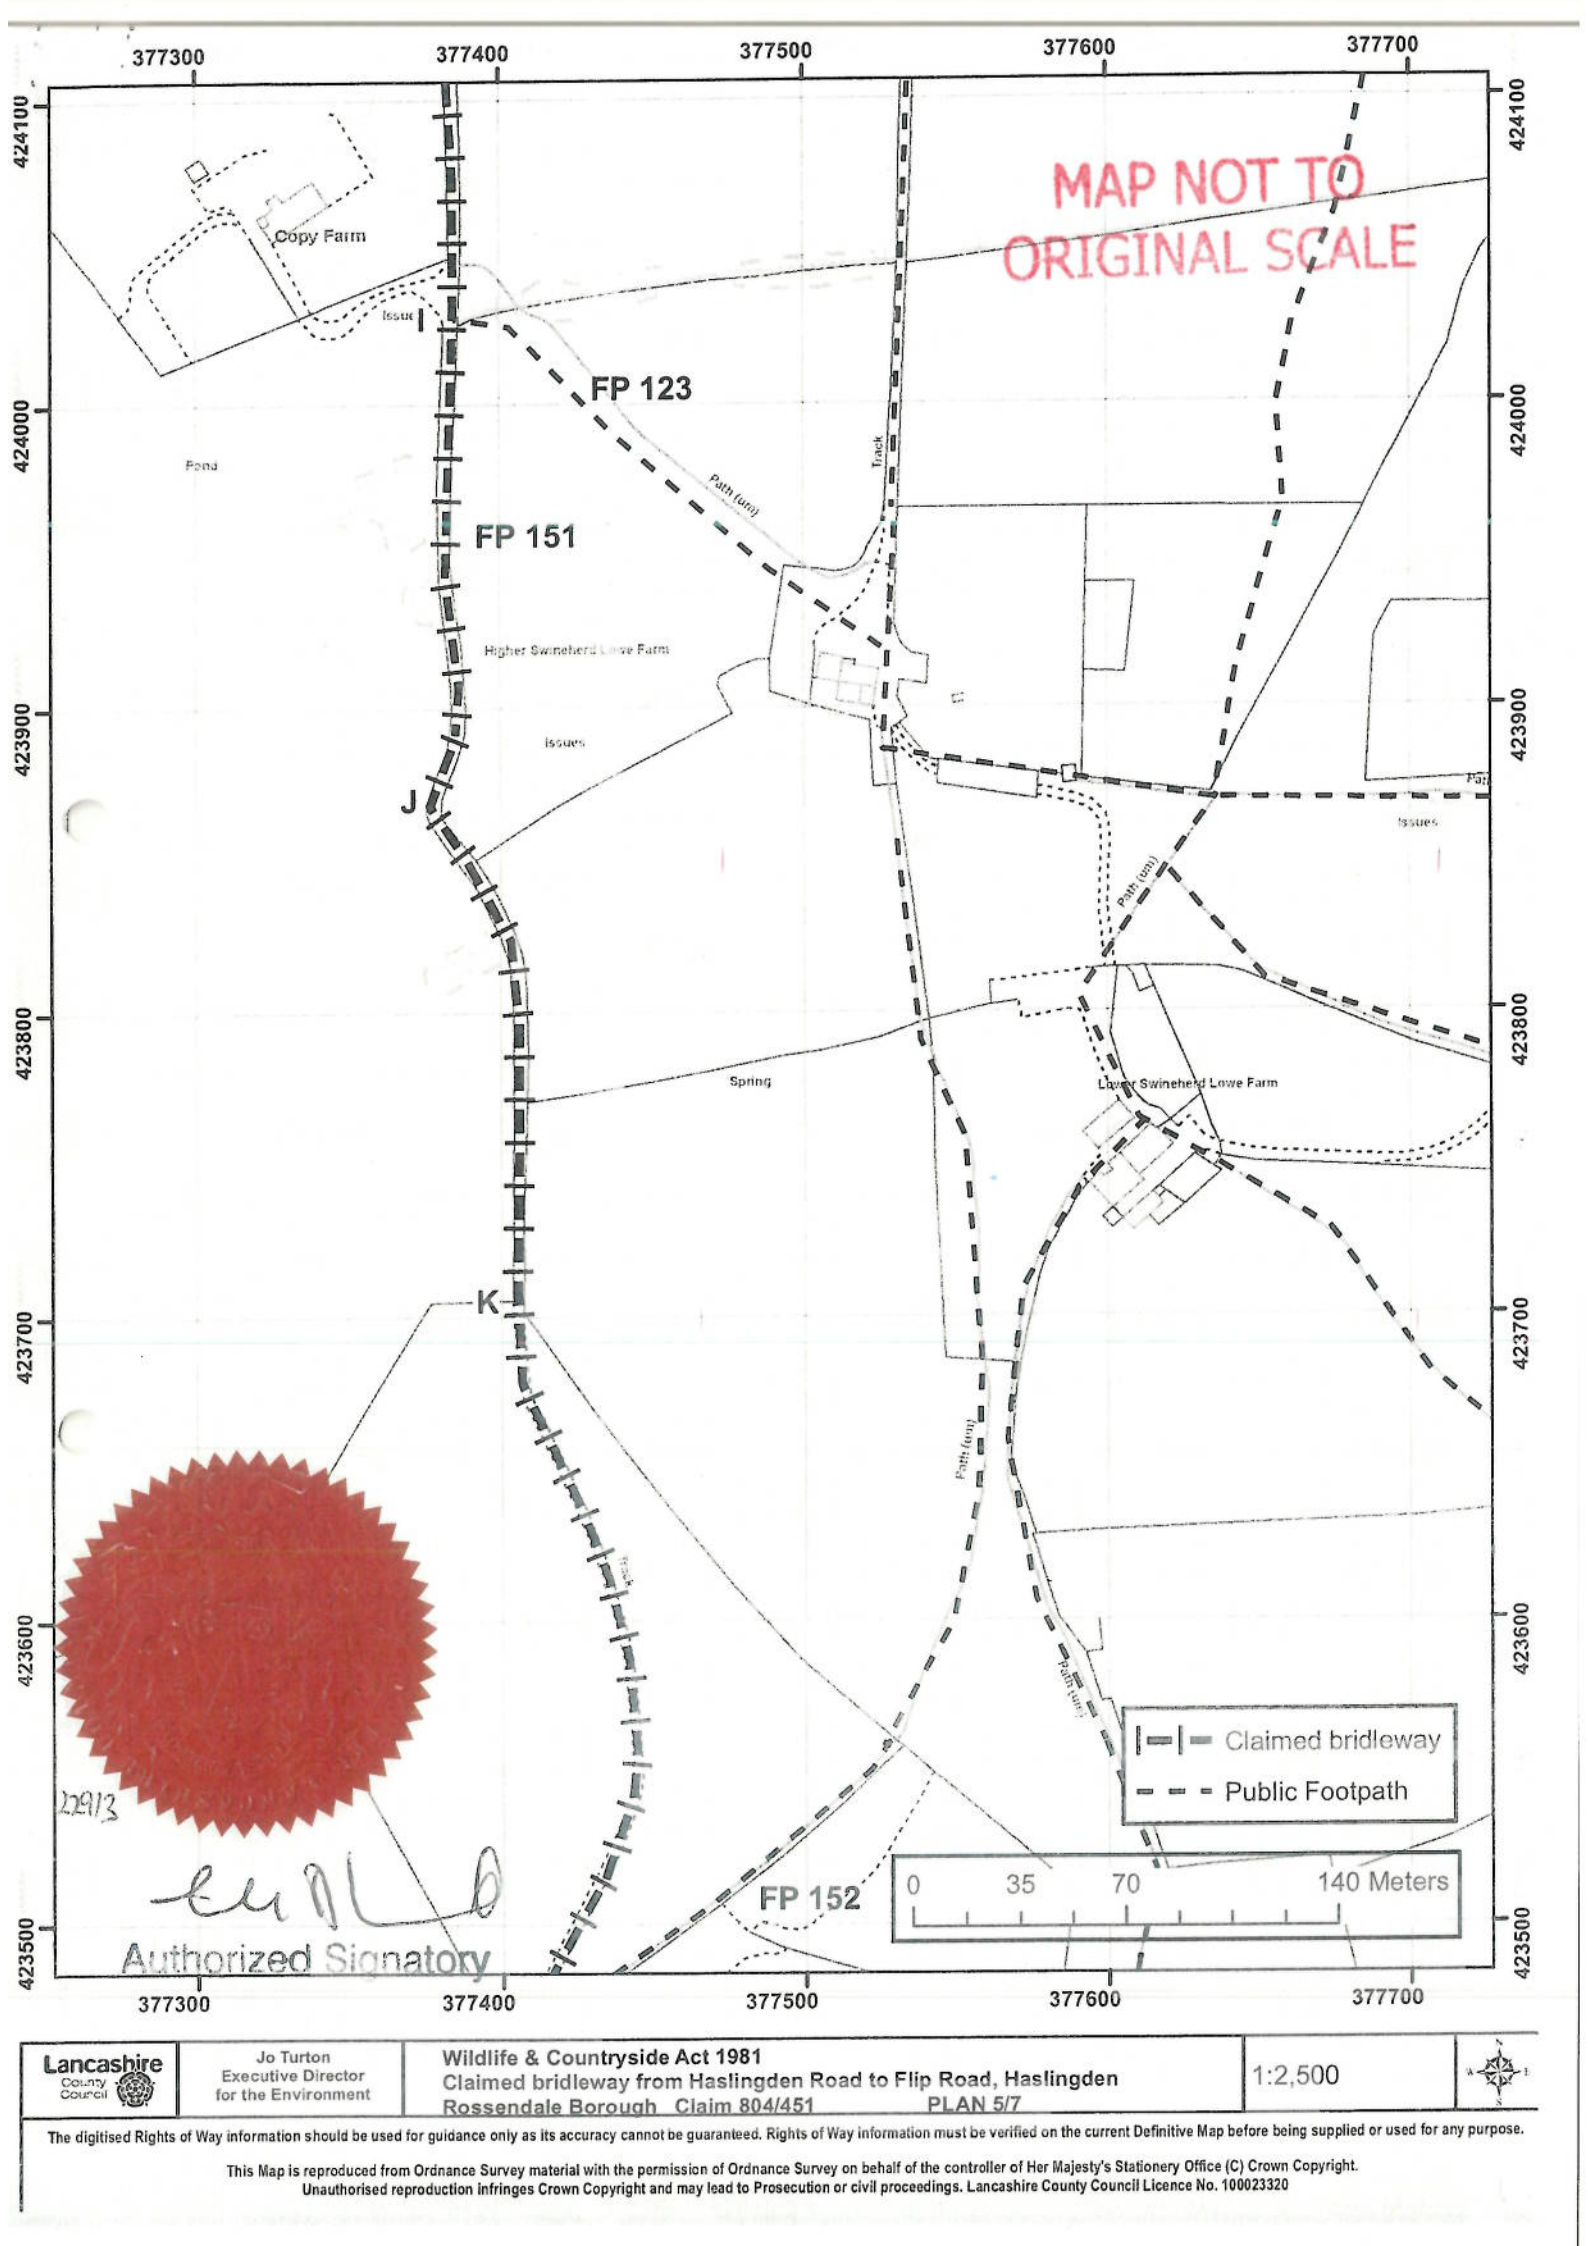 377300
377400
377500
377600
377700
424100
424100
MAP NOT TO
ORIGINAL SCALE
Copy Farm
Issue
I
FP 123
424000
424000
Pond
Track
Path (um)
FP 151
Higher Swineherd Lowe Farm
423900
423900
Issues
J
Issues
Path (um)
423800
423800
Spring
Lower Swineherd Lowe Farm
K
423700
423700
Path (um)
423600
423600
Path (um)
Claimed bridleway
Public Footpath
22913
FP 152
0 35 70 140 Meters
423500
423500
Authorized Signatory
377300
377400
377500
377600
377700
Lancashire
County
Council
Jo Turton
Executive Director
for the Environment
Wildlife & Countryside Act 1981
Claimed bridleway from Haslingden Road to Flip Road, Haslingden
Rossendale Borough Claim 804/451 PLAN 5/7
1:2,500
The digitised Rights of Way information should be used for guidance only as its accuracy cannot be guaranteed. Rights of Way information must be verified on the current Definitive Map before being supplied or used for any purpose.
This Map is reproduced from Ordnance Survey material with the permission of Ordnance Survey on behalf of the controller of Her Majesty's Stationery Office (C) Crown Copyright.
Unauthorised reproduction infringes Crown Copyright and may lead to Prosecution or civil proceedings. Lancashire County Council Licence No. 100023320